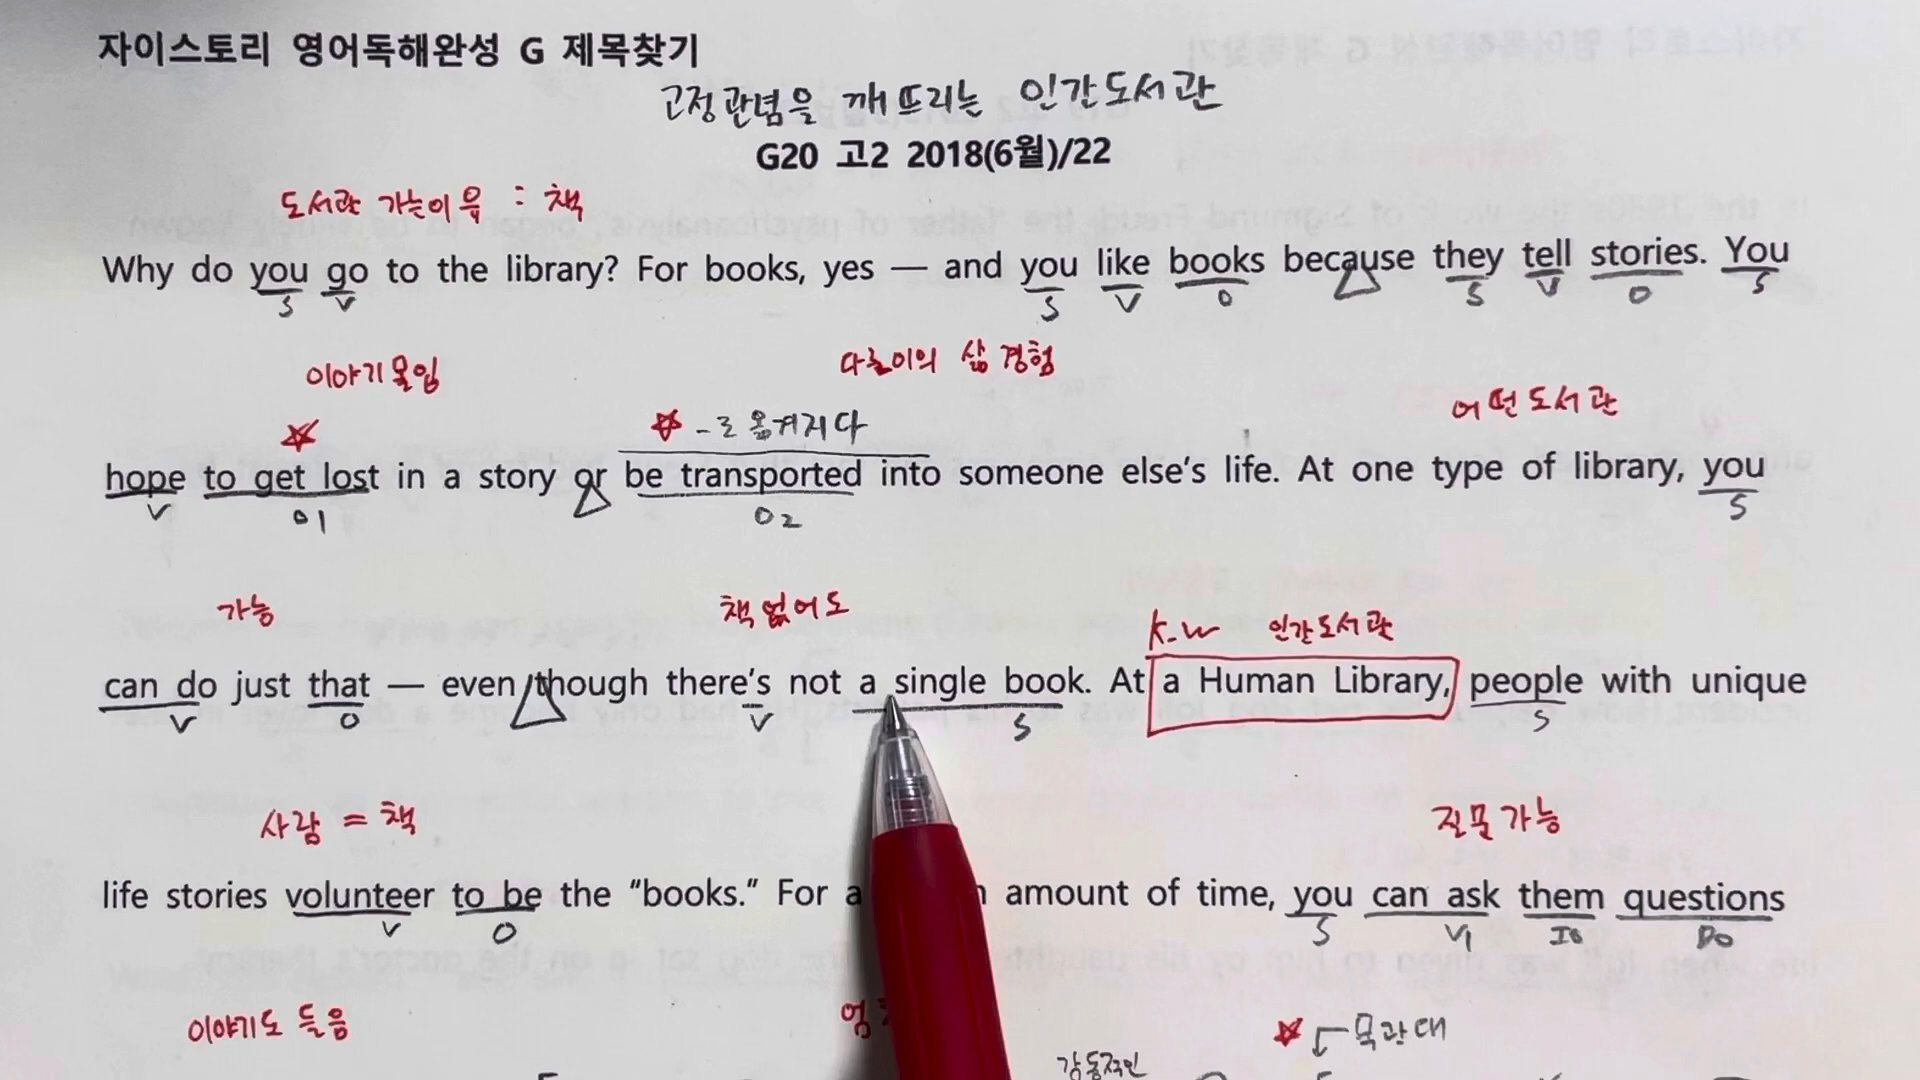 자이스토리 영어독해완성 G 제목찾기
고정관념을 깨뜨리는 인간도서관
G20 고2 2018(6월)/22
도서관 가는이유 : 책
Why do you go to the library? For books, yes — and you like books because they tell stories. You
S V S V O S V O S
이야기몰입 다른이의 삶 경험 어떤도서관
-로 옮겨지다
hope to get lost in a story or be transported into someone else's life. At one type of library, you
V O1 O2 S
가능 책없어도 K.W 인간도서관
can do just that — even though there's not a single book. At a Human Library, people with unique
V O V S S
사람 = 책 질문가능
life stories volunteer to be the "books." For a amount of time, you can ask them questions
V O S V1 IO DO
이야기도 들음 목관대
감동적인